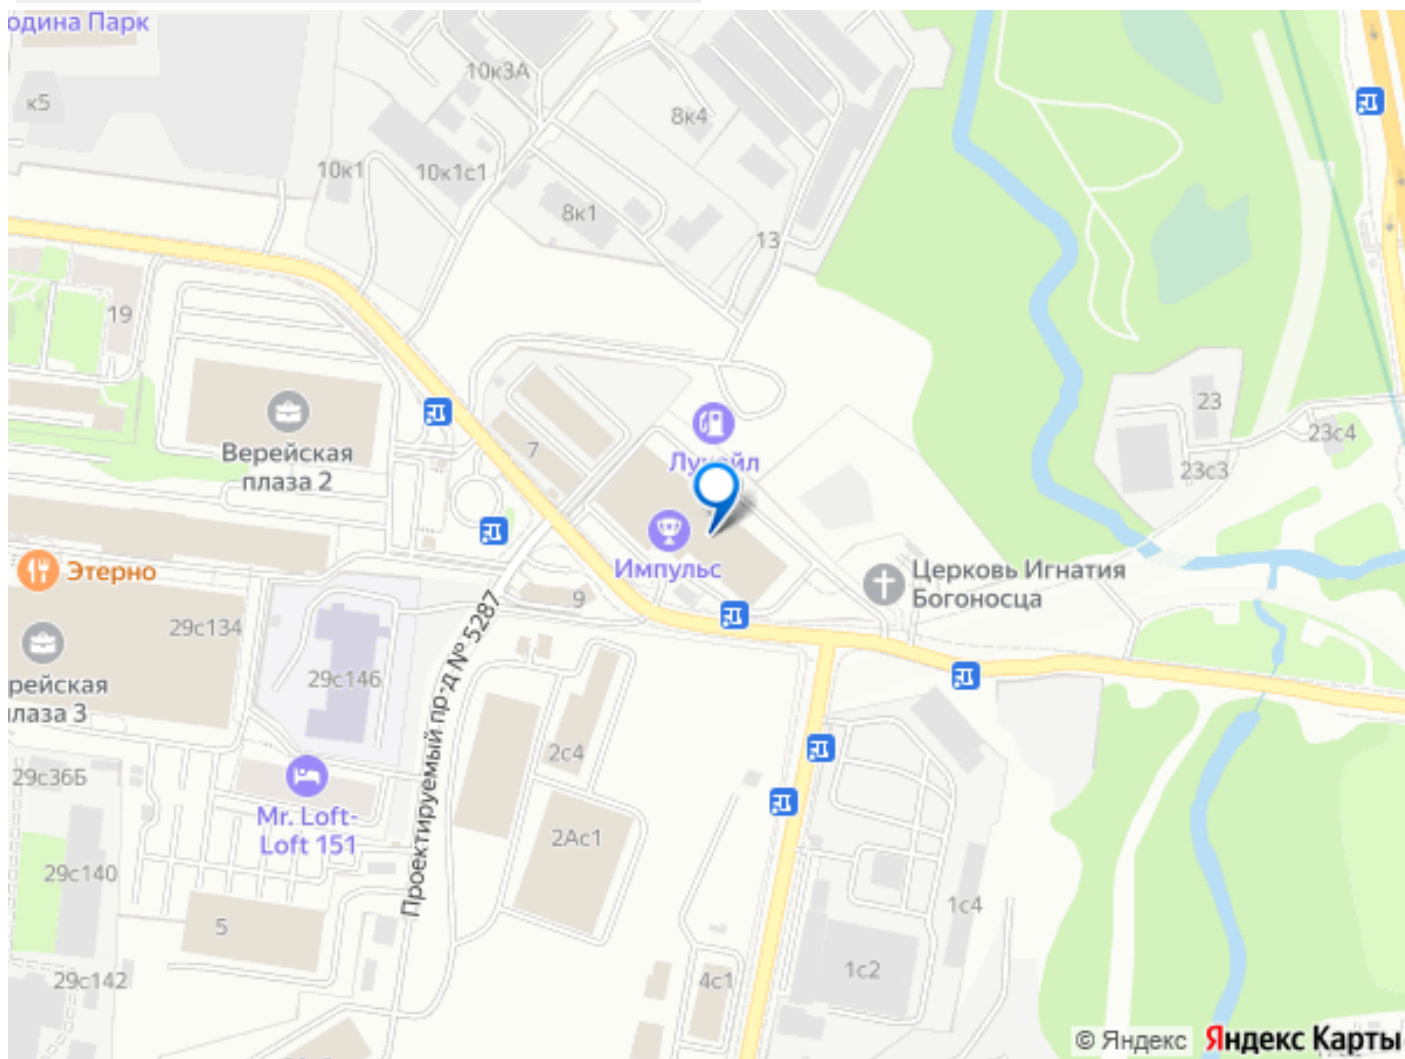 одина Парк
10к3А
к5
8к4
10к1
10к1с1
8к1
13
19
23
Верейская
плаза 2
7
Лукойл
23с4
23с3
Импульс
Церковь Игнатия
Богоносца
Этерно
9
29с134
29с146
рейская
лаза 3
Проектируемый пр-д № 5287
2с4
29с36Б
Mr. Loft-
Loft 151
2Ас1
29с140
1с4
5
29с142
4с1
1с2
© Яндекс Яндекс Карты